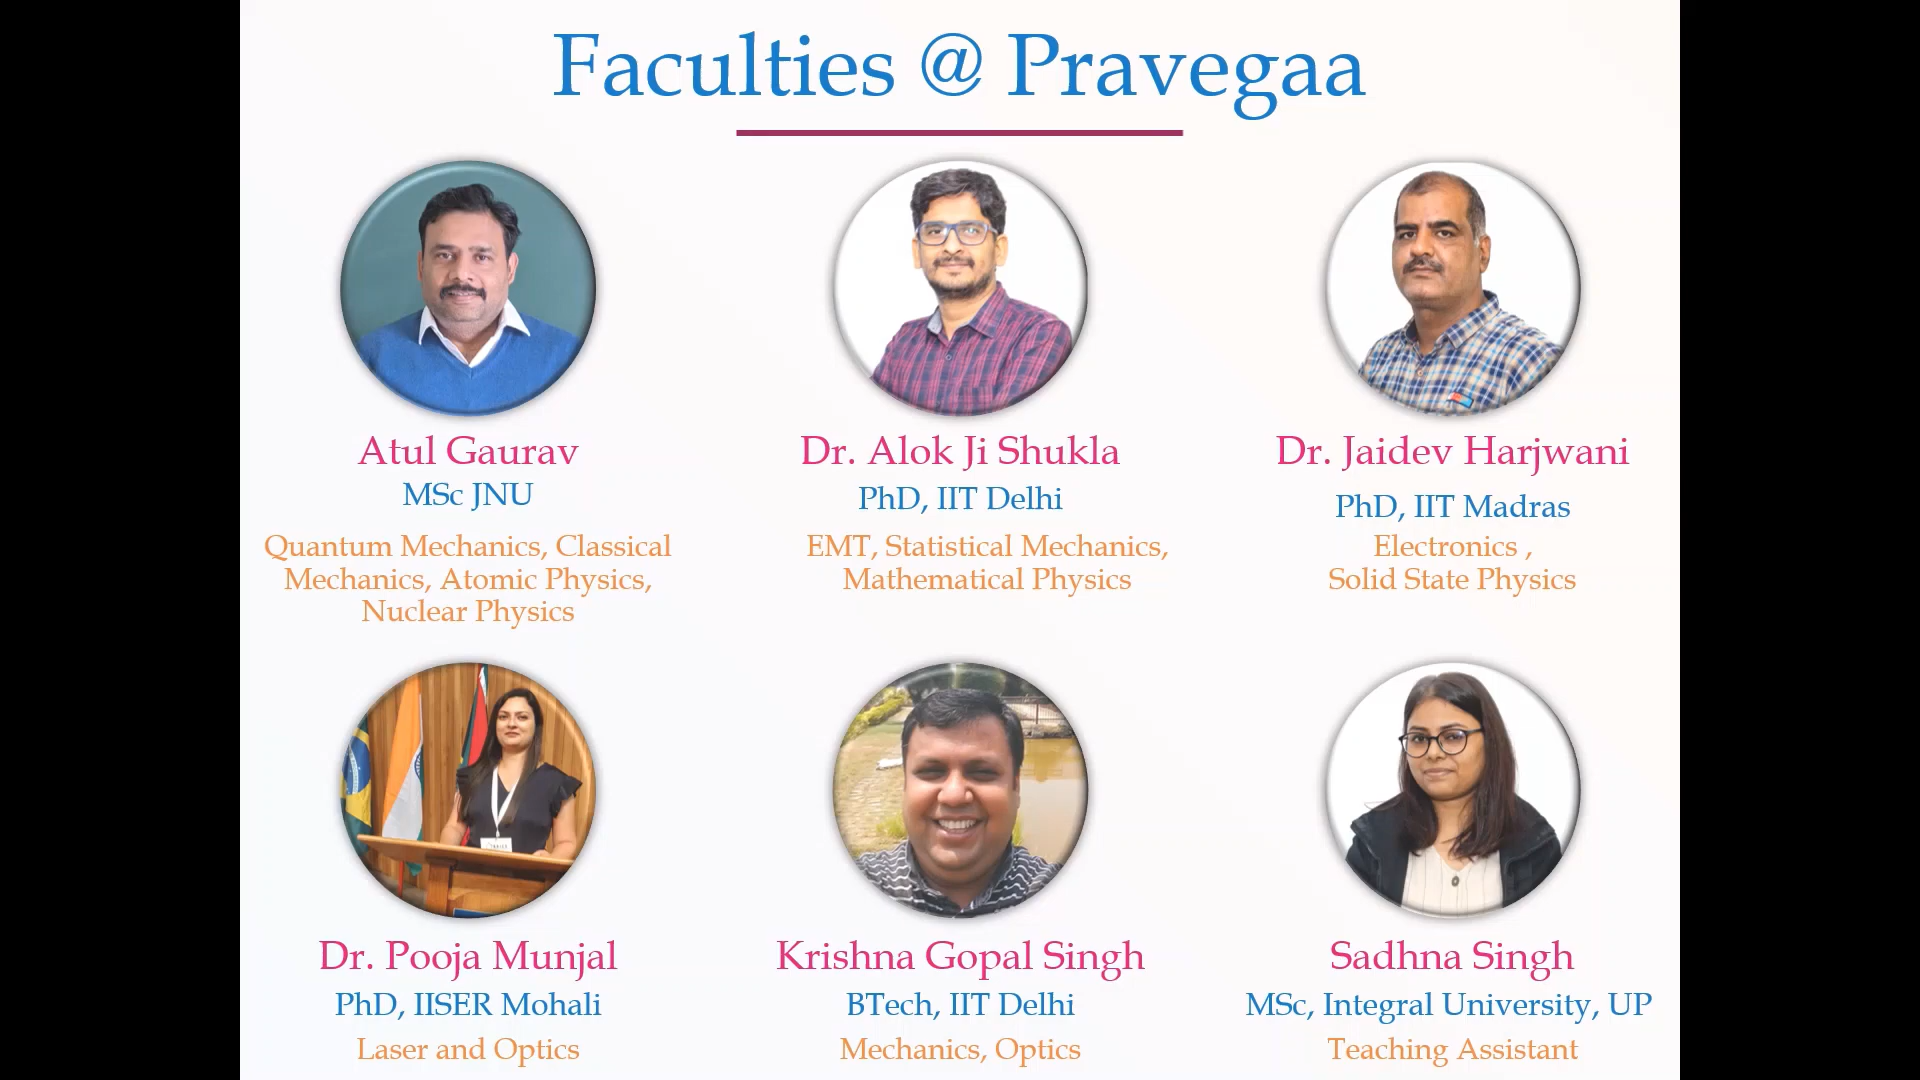 Faculties @ Pravegaa
Atul Gaurav
MSc JNU
Quantum Mechanics, Classical
Mechanics, Atomic Physics,
Nuclear Physics
Dr. Alok Ji Shukla
PhD, IIT Delhi
EMT, Statistical Mechanics,
Mathematical Physics
Dr. Jaidev Harjwani
PhD, IIT Madras
Electronics ,
Solid State Physics
Dr. Pooja Munjal
PhD, IISER Mohali
Laser and Optics
Krishna Gopal Singh
BTech, IIT Delhi
Mechanics, Optics
Sadhna Singh
MSc, Integral University, UP
Teaching Assistant